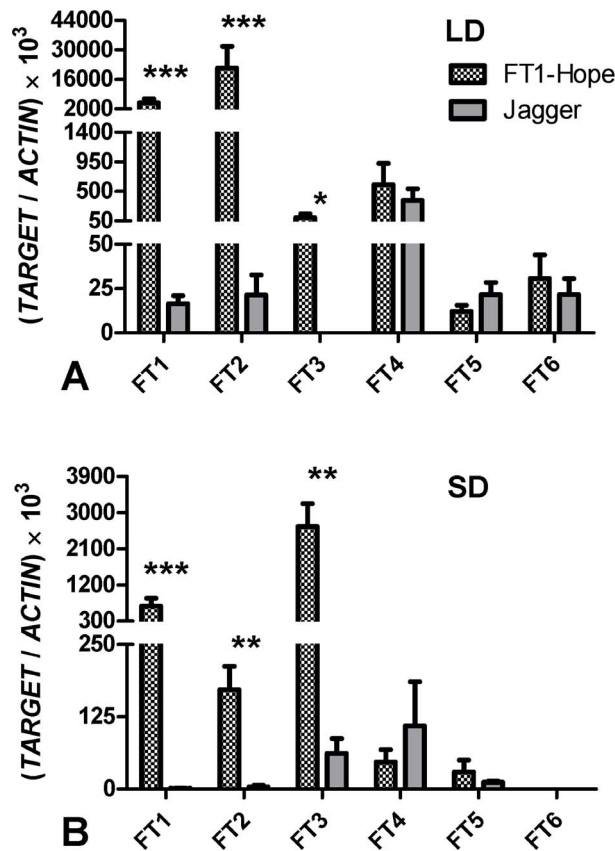 LD
FT1-Hope
Jagger
(TARGET / ACTIN) × 10³
44000
30000
16000
2000
1400
950
500
50
50
25
0
***
***
*
FT1
FT2
FT3
FT4
FT5
FT6
A
SD
(TARGET / ACTIN) × 10³
3900
3000
2100
1200
300
250
125
0
***
**
**
FT1
FT2
FT3
FT4
FT5
FT6
B